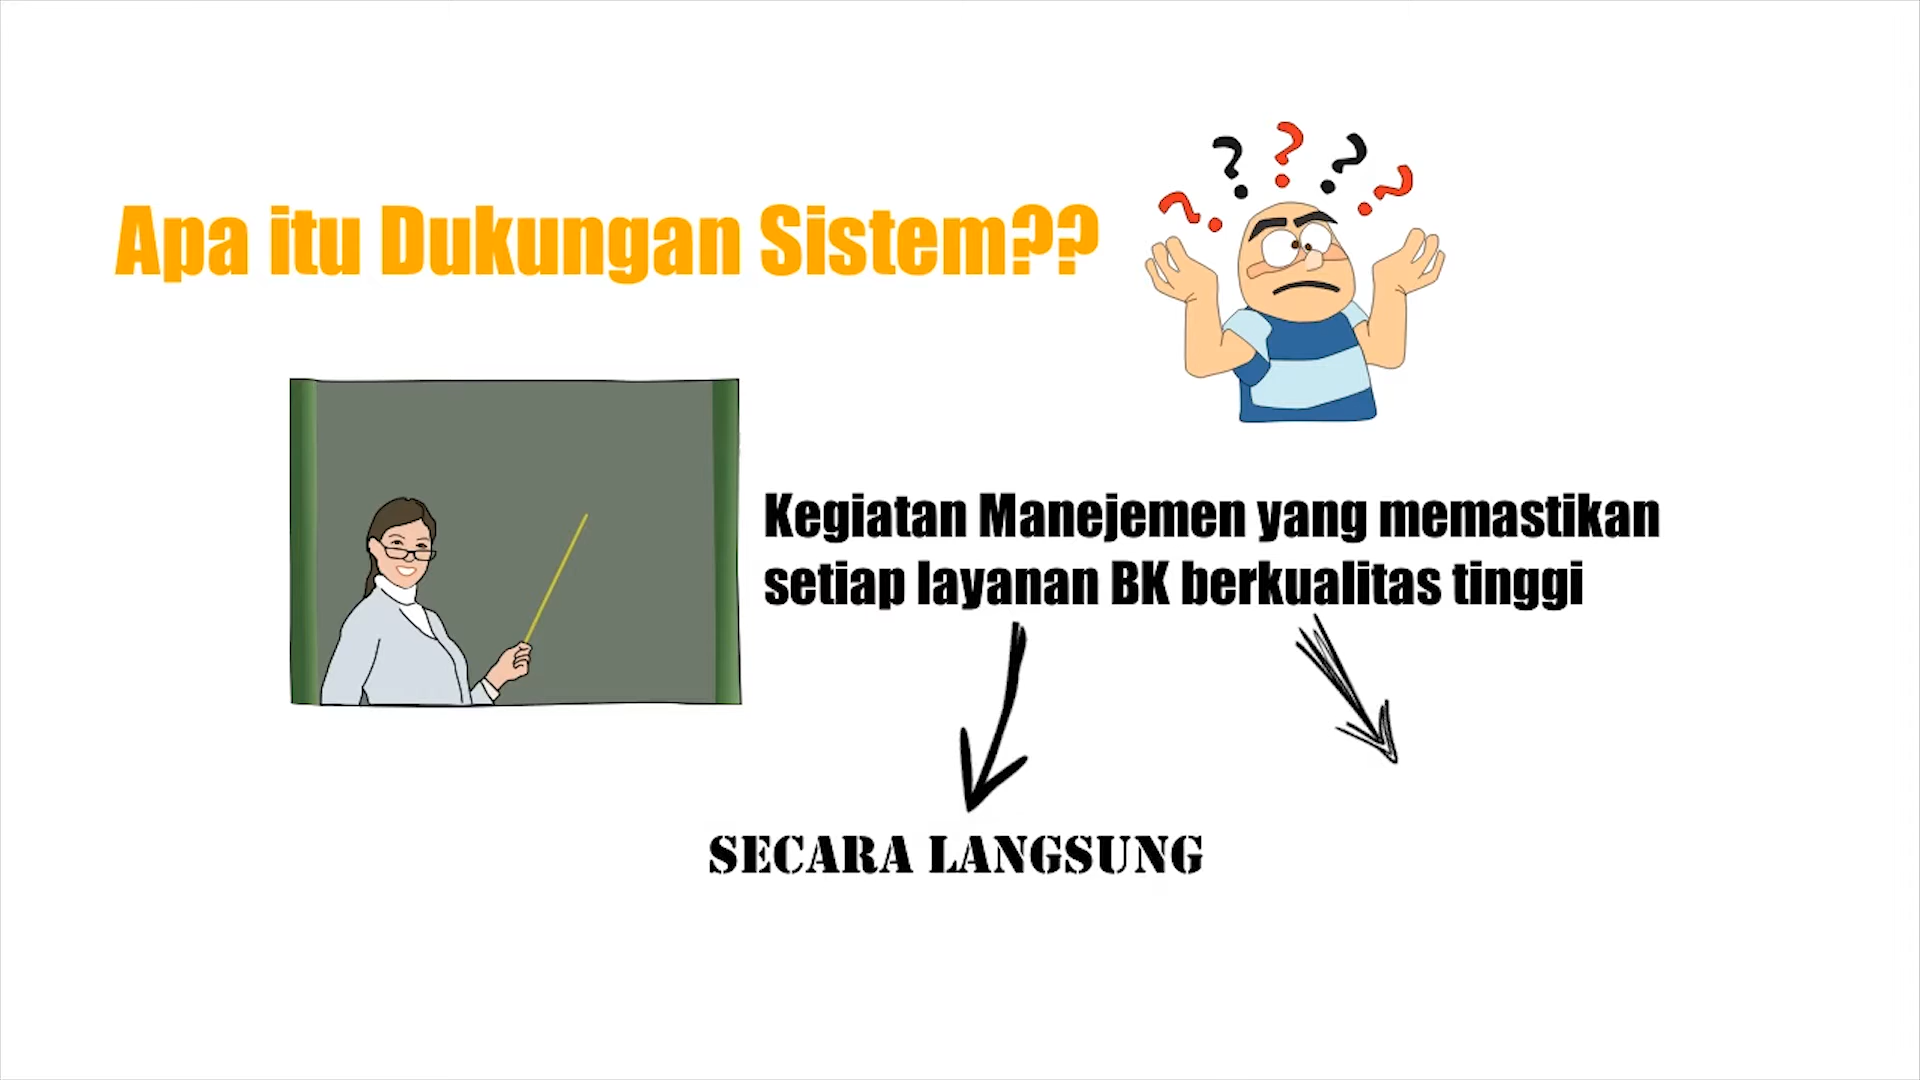 Apa itu Dukungan Sistem??
Kegiatan Manejemen yang memastikan
setiap layanan BK berkualitas tinggi
SECARA LANGSUNG